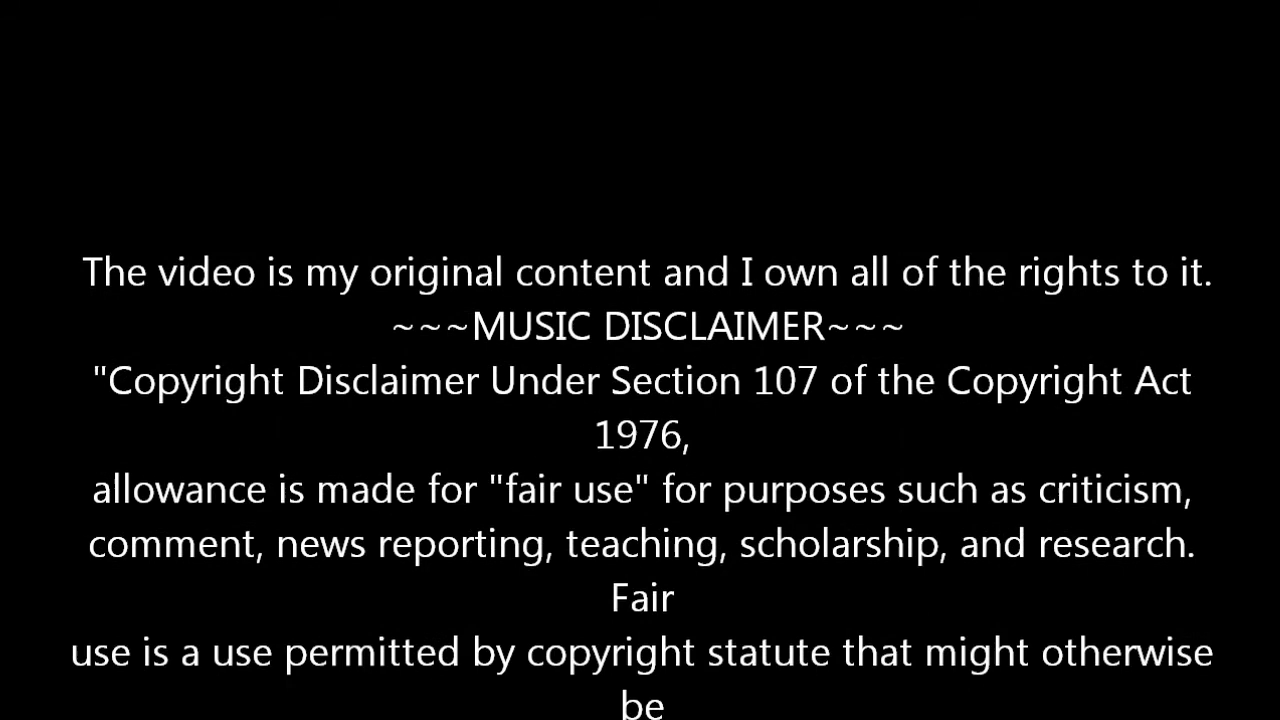 The video is my original content and I own all of the rights to it.
~~~MUSIC DISCLAIMER~~~
"Copyright Disclaimer Under Section 107 of the Copyright Act
1976,
allowance is made for "fair use" for purposes such as criticism,
comment, news reporting, teaching, scholarship, and research.
Fair
use is a use permitted by copyright statute that might otherwise
be